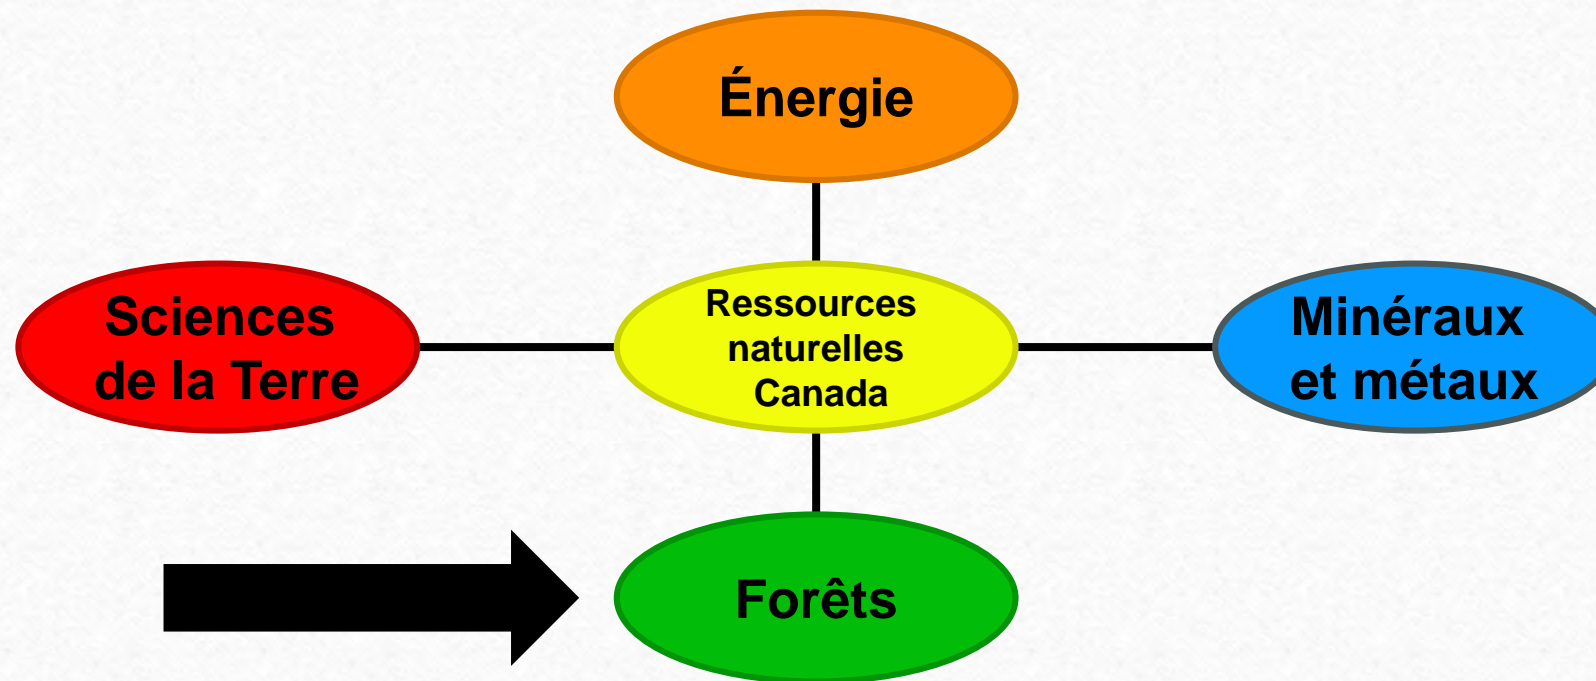 Énergie
Sciences
de la Terre
Ressources
naturelles
Canada
Minéraux
et métaux
Forêts